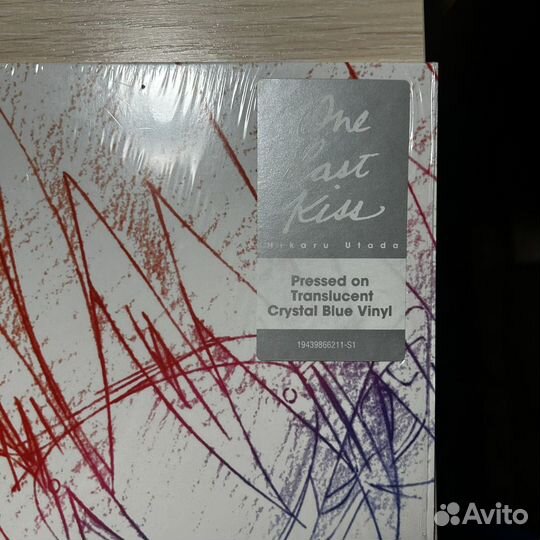 One
Last
Kiss
Hikaru Utada
Pressed on
Translucent
Crystal Blue Vinyl
19439866211-S1
Avito